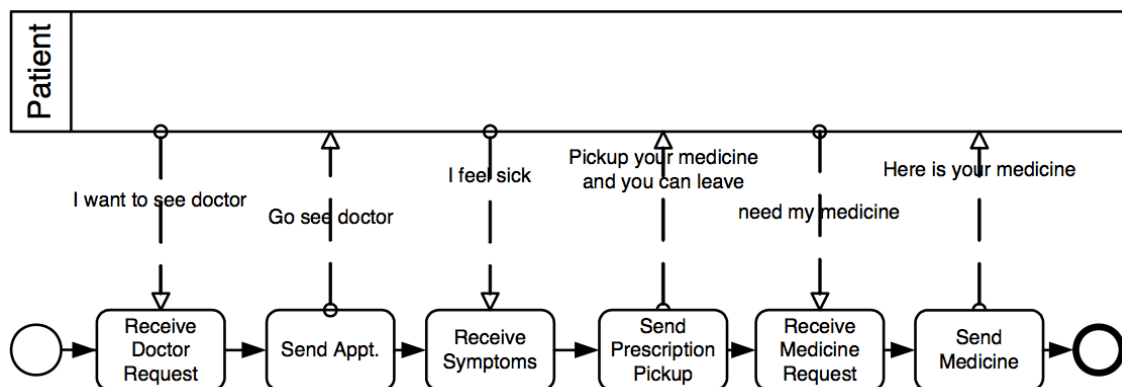 Patient
I want to see doctor
Go see doctor
I feel sick
Pickup your medicine
and you can leave
need my medicine
Here is your medicine
Receive
Doctor
Request
Send Appt.
Receive
Symptoms
Send
Prescription
Pickup
Receive
Medicine
Request
Send
Medicine